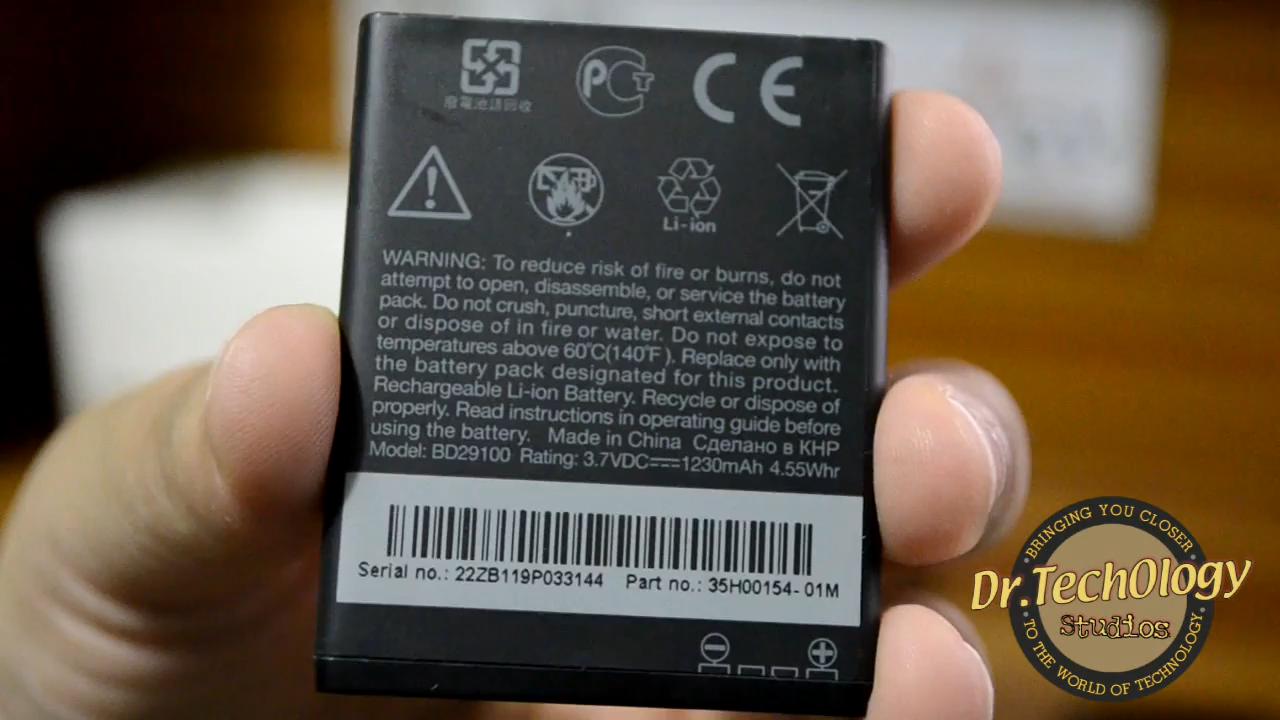 廢電池請回收
PCT
CE
Li-ion
WARNING: To reduce risk of fire or burns, do not
attempt to open, disassemble, or service the battery
pack. Do not crush, puncture, short external contacts
or dispose of in fire or water. Do not expose to
temperatures above 60°C(140°F). Replace only with
the battery pack designated for this product.
Rechargeable Li-ion Battery. Recycle or dispose of
properly. Read instructions in operating guide before
using the battery. Made in China Сделано в КНР
Model: BD29100 Rating: 3.7VDC⎓1230mAh 4.55Whr
Serial no.: 22ZB119P033144 Part no.: 35H00154-01M
BRINGING YOU CLOSER
Dr.TechOlogy
Studios
TO THE WORLD OF TECHNOLOGY